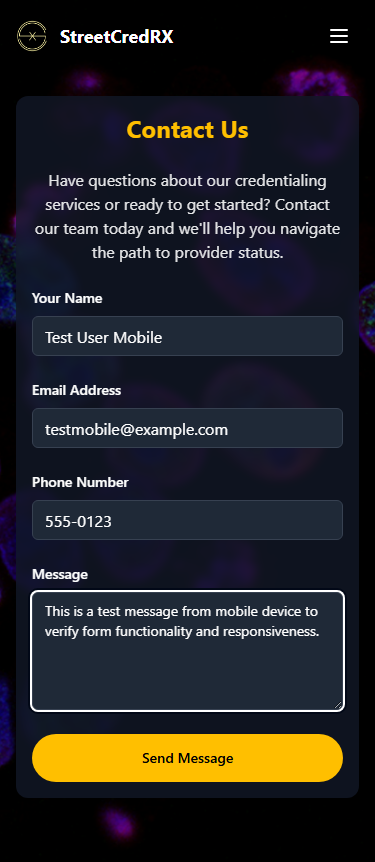 StreetCredRX
Contact Us
Have questions about our credentialing
services or ready to get started? Contact
our team today and we'll help you navigate
the path to provider status.
Your Name
Test User Mobile
Email Address
testmobile@example.com
Phone Number
555-0123
Message
This is a test message from mobile device to
verify form functionality and responsiveness.
Send Message